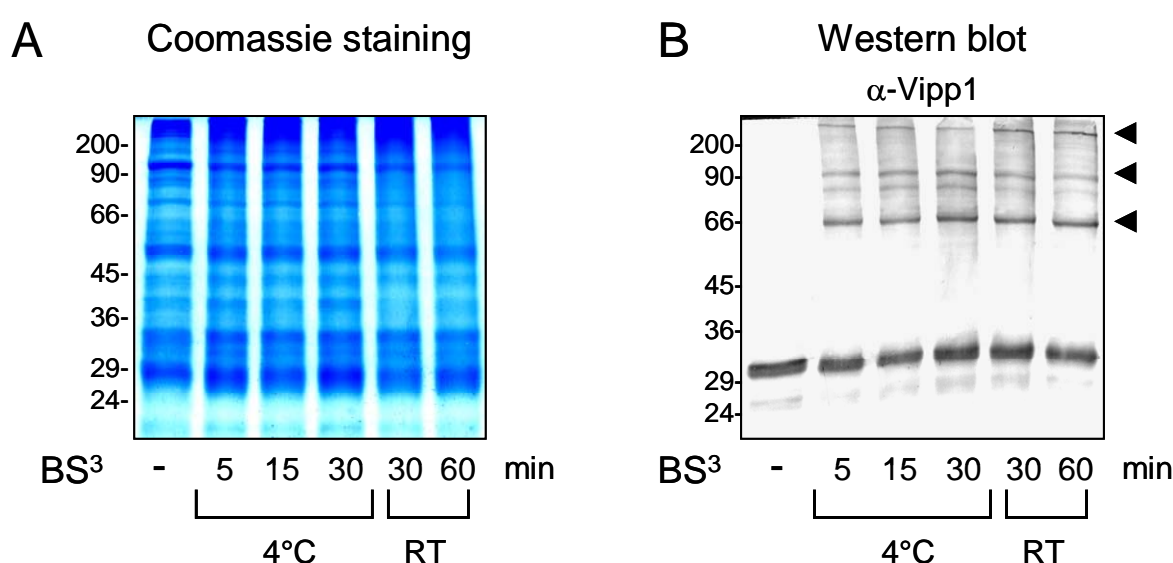 A Coomassie staining
200-
90-
66-
45-
36-
29-
24-
BS³ - 5 15 30 30 60 min
4°C RT
B Western blot
α-Vipp1
200-
90-
66-
45-
36-
29-
24-
BS³ - 5 15 30 30 60 min
4°C RT